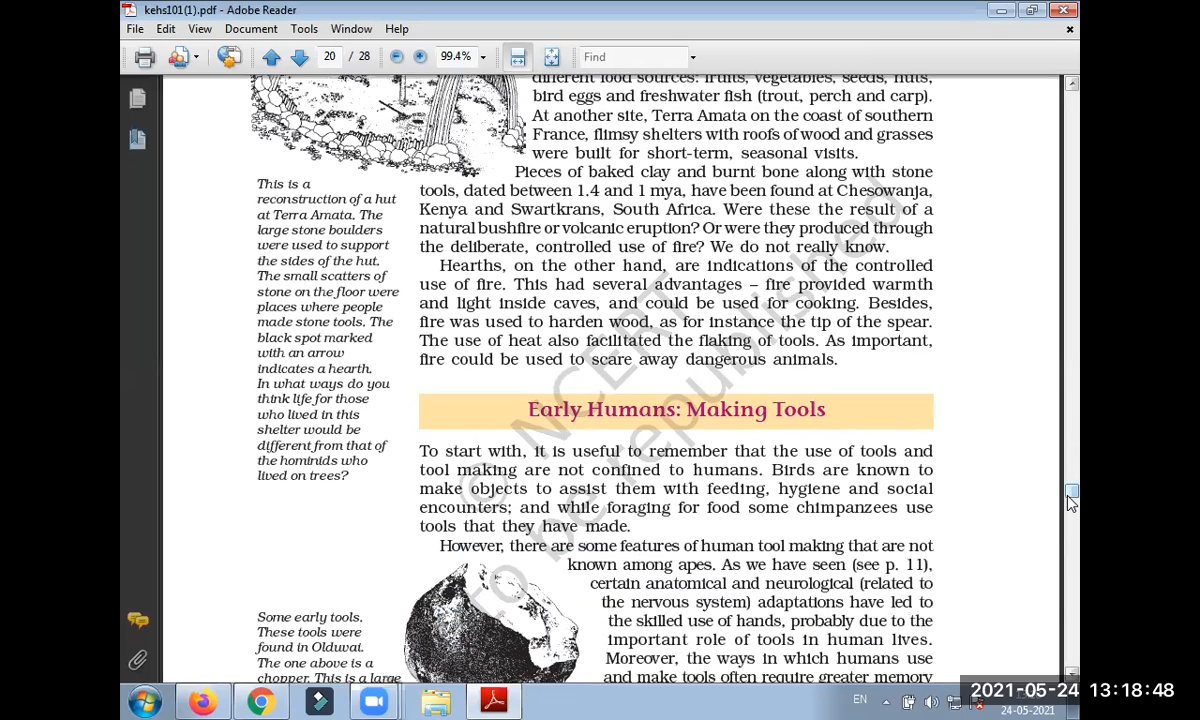 kehs101(1).pdf - Adobe Reader
File Edit View Document Tools Window Help
20 / 28 99.4% Find
different food sources: fruits, vegetables, seeds, nuts,
bird eggs and freshwater fish (trout, perch and carp).
At another site, Terra Amata on the coast of southern
France, flimsy shelters with roofs of wood and grasses
were built for short-term, seasonal visits.
Pieces of baked clay and burnt bone along with stone
tools, dated between 1.4 and 1 mya, have been found at Chesowanja,
Kenya and Swartkrans, South Africa. Were these the result of a
natural bushfire or volcanic eruption? Or were they produced through
the deliberate, controlled use of fire? We do not really know.
Hearths, on the other hand, are indications of the controlled
use of fire. This had several advantages – fire provided warmth
and light inside caves, and could be used for cooking. Besides,
fire was used to harden wood, as for instance the tip of the spear.
The use of heat also facilitated the flaking of tools. As important,
fire could be used to scare away dangerous animals.
This is a
reconstruction of a hut
at Terra Amata. The
large stone boulders
were used to support
the sides of the hut.
The small scatters of
stone on the floor were
places where people
made stone tools. The
black spot marked
with an arrow
indicates a hearth.
In what ways do you
think life for those
who lived in this
shelter would be
different from that of
the hominids who
lived on trees?
Early Humans: Making Tools
To start with, it is useful to remember that the use of tools and
tool making are not confined to humans. Birds are known to
make objects to assist them with feeding, hygiene and social
encounters; and while foraging for food some chimpanzees use
tools that they have made.
However, there are some features of human tool making that are not
known among apes. As we have seen (see p. 11),
certain anatomical and neurological (related to
the nervous system) adaptations have led to
the skilled use of hands, probably due to the
important role of tools in human lives.
Moreover, the ways in which humans use
and make tools often require greater memory
Some early tools.
These tools were
found in Olduvai.
The one above is a
chopper. This is a large
© NCERT
to be republished
EN
2021-05-24 13:18:48
24-05-2021